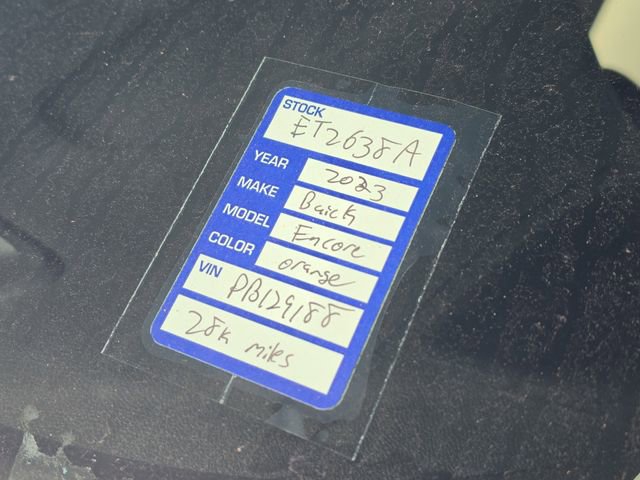 STOCK
ET2638A
YEAR 2023
MAKE Buick
MODEL Encore
COLOR orange
VIN PB129188
28k miles